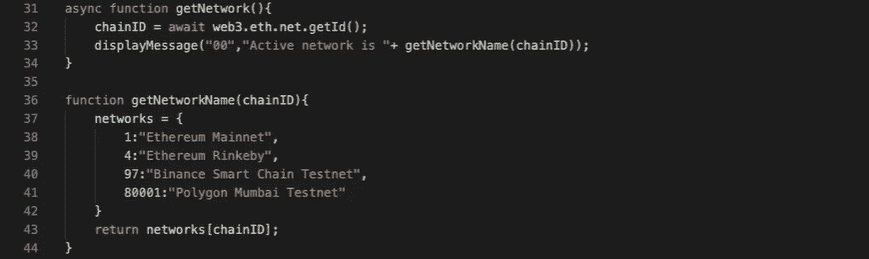 31 async function getNetwork(){
32     chainID = await web3.eth.net.getId();
33     displayMessage("00","Active network is "+ getNetworkName(chainID));
34 }
35
36 function getNetworkName(chainID){
37     networks = {
38         1:"Ethereum Mainnet",
39         4:"Ethereum Rinkeby",
40         97:"Binance Smart Chain Testnet",
41         80001:"Polygon Mumbai Testnet"
42     }
43     return networks[chainID];
44 }